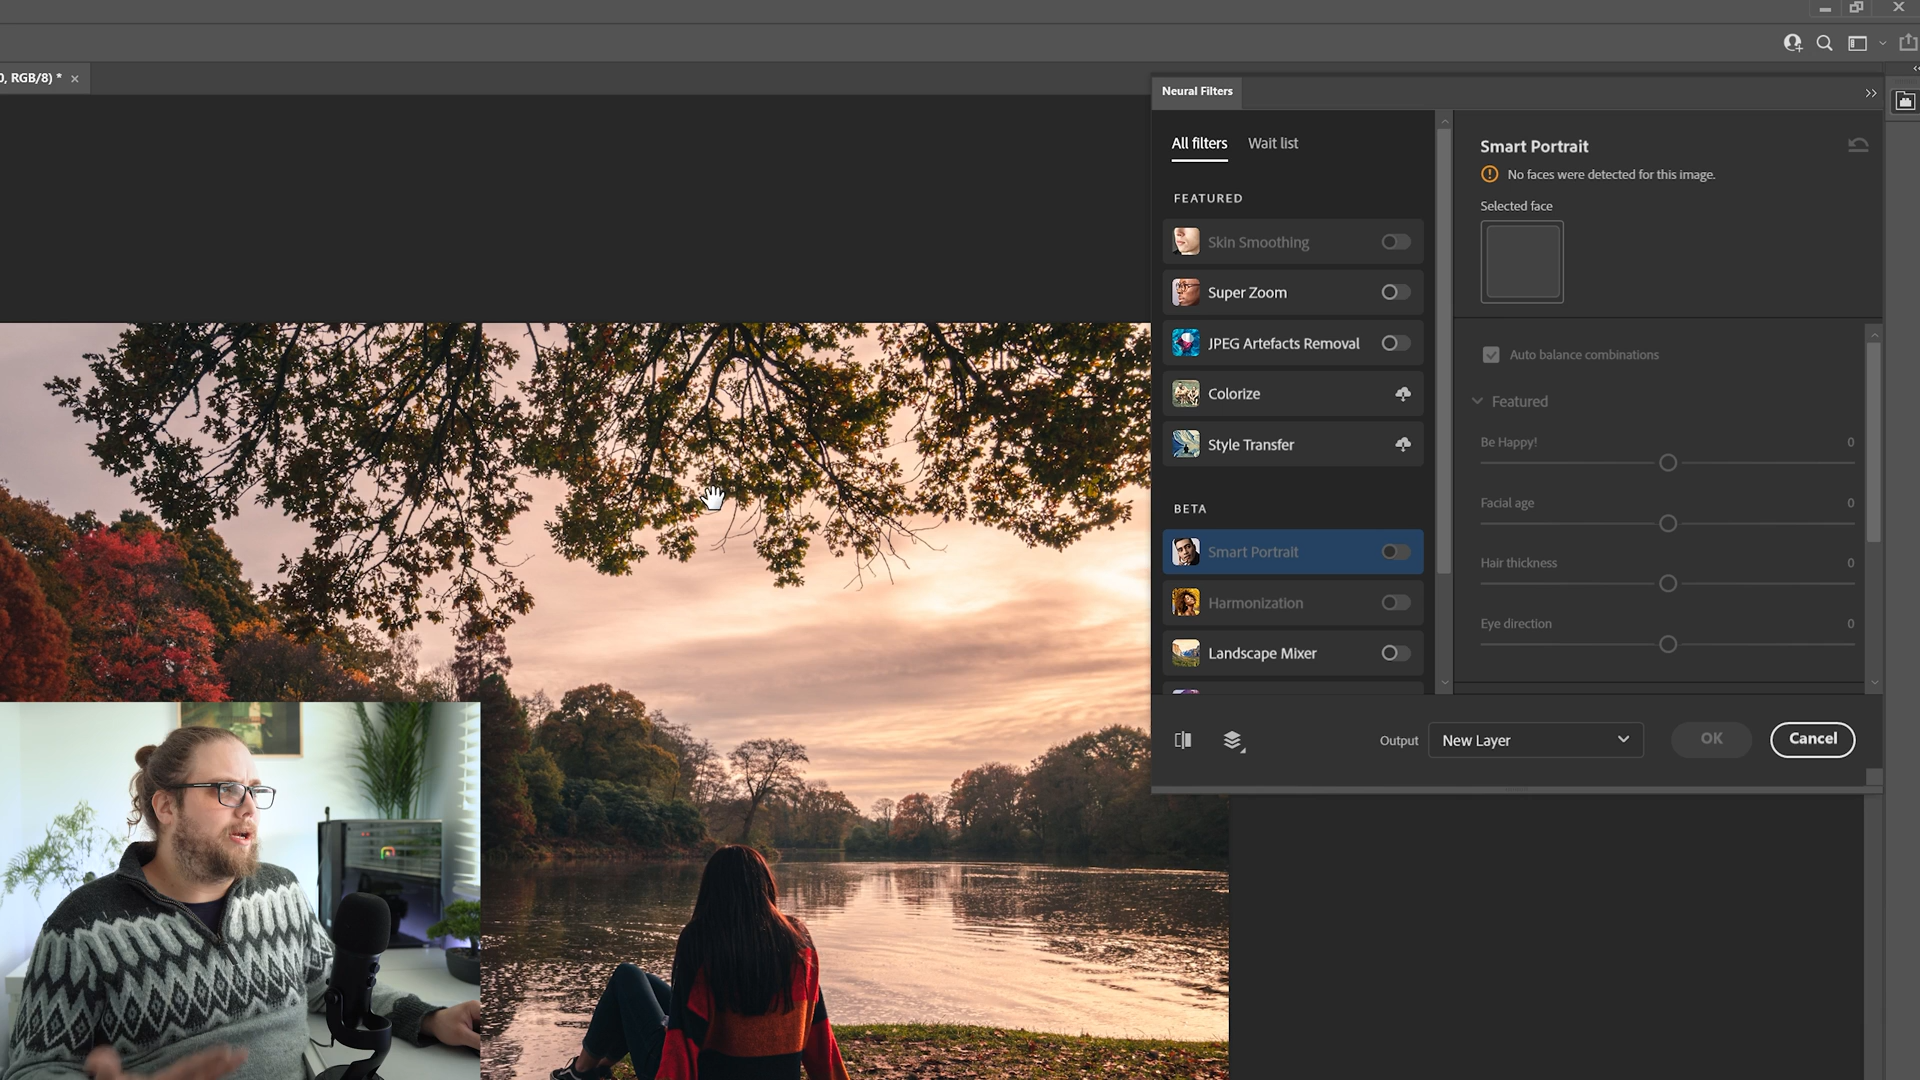 0, RGB/8) *
Neural Filters
All filters
Wait list
FEATURED
Skin Smoothing
Super Zoom
JPEG Artefacts Removal
Colorize
Style Transfer
BETA
Smart Portrait
Harmonization
Landscape Mixer
Smart Portrait
No faces were detected for this image.
Selected face
Auto balance combinations
Featured
Be Happy! 0
Facial age 0
Hair thickness 0
Eye direction 0
Output
New Layer
OK
Cancel